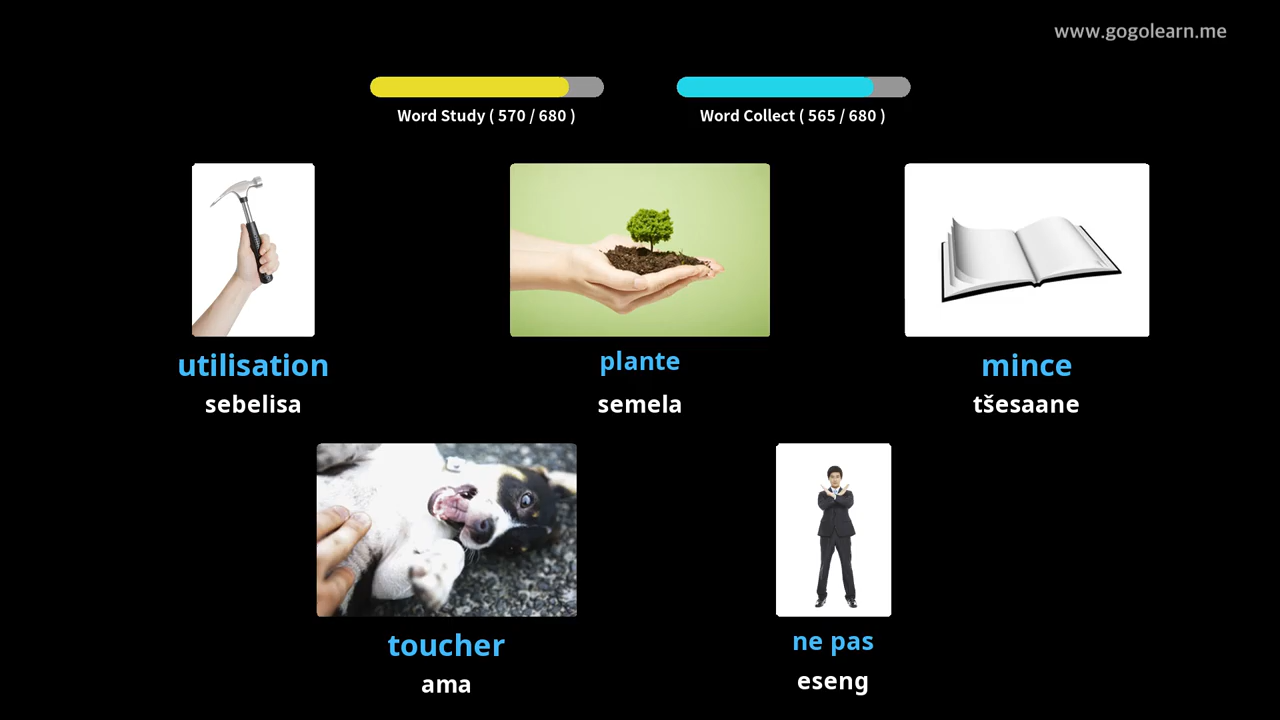 www.gogolearn.me
Word Study ( 570 / 680 )
Word Collect ( 565 / 680 )
utilisation
sebelisa
plante
semela
mince
tšesaane
toucher
ama
ne pas
eseng